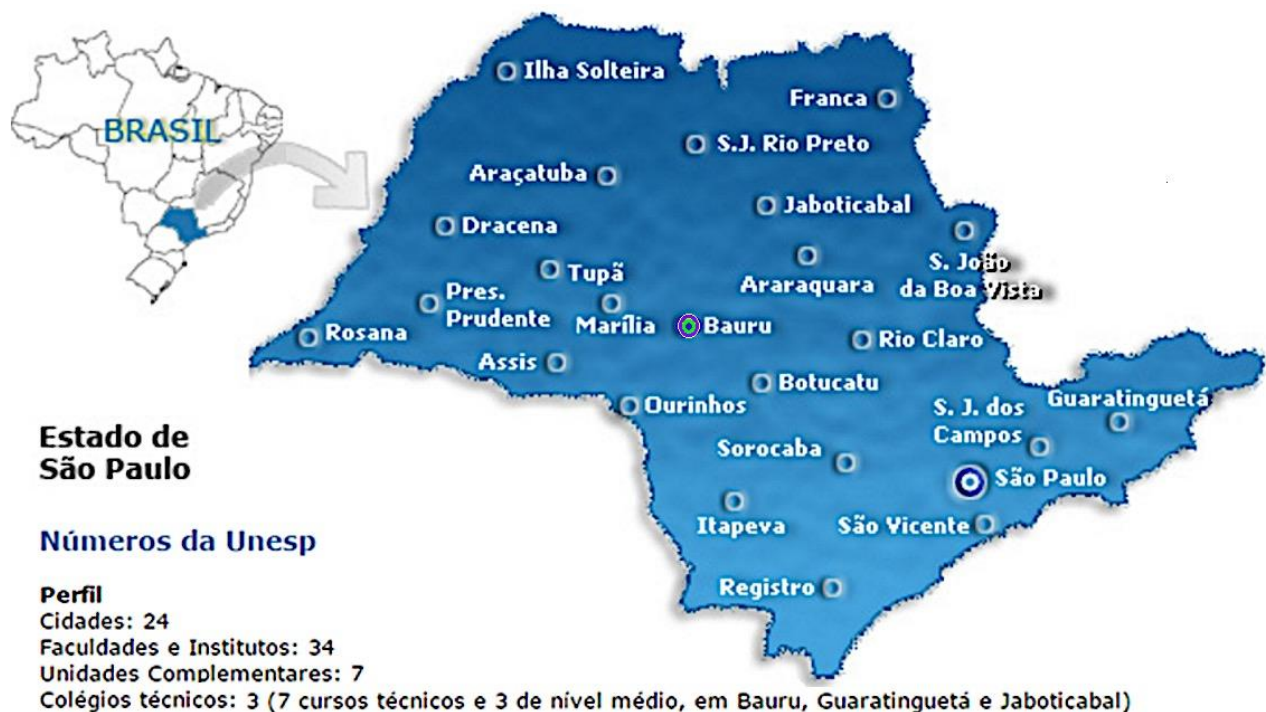 BRASIL
Ilha Solteira
Franca
S.J. Rio Preto
Araçatuba
Jaboticabal
Dracena
S. João
da Boa Vista
Tupã
Araraquara
Pres.
Prudente
Marília
Bauru
Rosana
Rio Claro
Assis
Botucatu
Ourinhos
Guaratinguetá
S. J. dos
Campos
Sorocaba
São Paulo
Itapeva
São Vicente
Registro
Estado de
São Paulo
Números da Unesp
Perfil
Cidades: 24
Faculdades e Institutos: 34
Unidades Complementares: 7
Colégios técnicos: 3 (7 cursos técnicos e 3 de nível médio, em Bauru, Guaratinguetá e Jaboticabal)